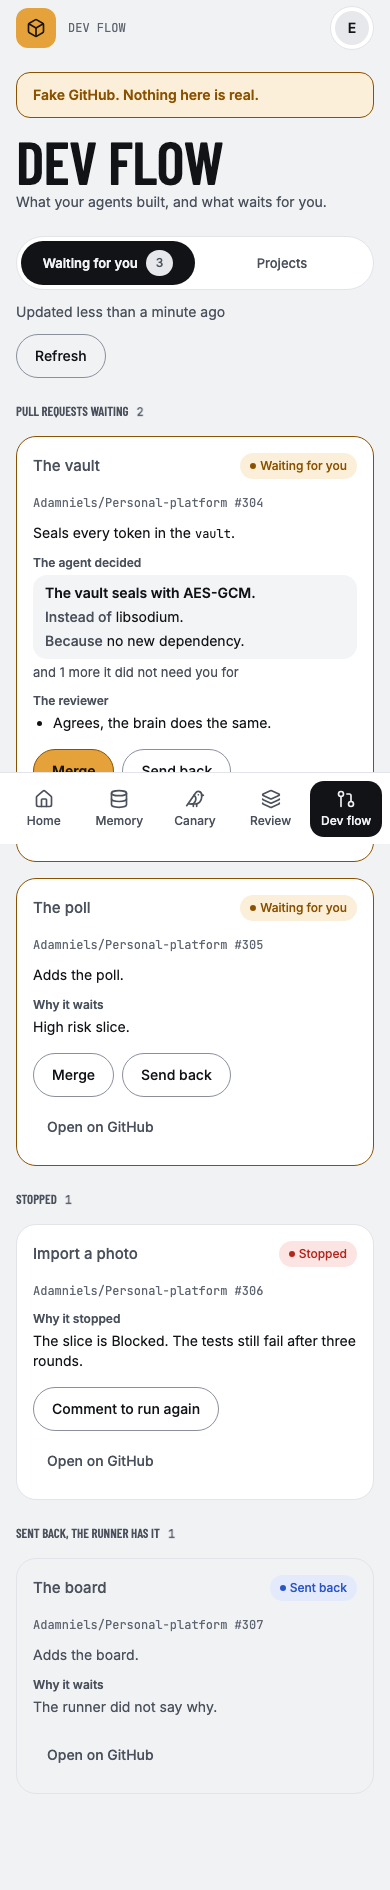 DEV FLOW
E
Fake GitHub. Nothing here is real.
DEV FLOW
What your agents built, and what waits for you.
Waiting for you 3
Projects
Updated less than a minute ago
Refresh
PULL REQUESTS WAITING 2
The vault
Waiting for you
Adamniels/Personal-platform #304
Seals every token in the vault.
The agent decided
The vault seals with AES-GCM.
Instead of libsodium.
Because no new dependency.
and 1 more it did not need you for
The reviewer
Agrees, the brain does the same.
Merge
Send back
Home
Memory
Canary
Review
Dev flow
The poll
Waiting for you
Adamniels/Personal-platform #305
Adds the poll.
Why it waits
High risk slice.
Merge
Send back
Open on GitHub
STOPPED 1
Import a photo
Stopped
Adamniels/Personal-platform #306
Why it stopped
The slice is Blocked. The tests still fail after three
rounds.
Comment to run again
Open on GitHub
SENT BACK, THE RUNNER HAS IT 1
The board
Sent back
Adamniels/Personal-platform #307
Adds the board.
Why it waits
The runner did not say why.
Open on GitHub